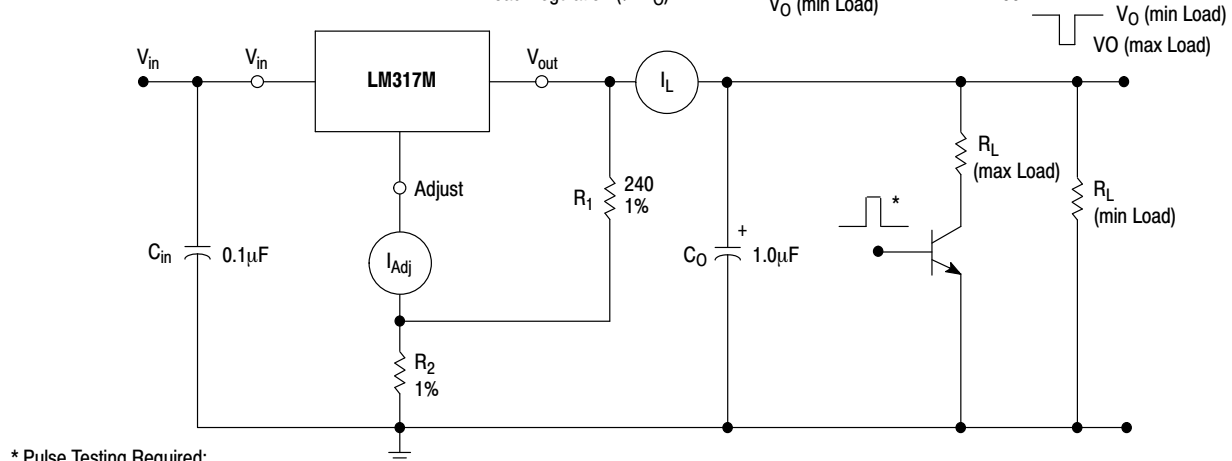 V_O (min Load)
V_O (min Load)
VO (max Load)
V_in
V_in
LM317M
V_out
I_L
Adjust
R_1
240
1%
R_L
(max Load)
R_L
(min Load)
*
C_in
0.1μF
I_Adj
C_O
+
1.0μF
R_2
1%
* Pulse Testing Required: